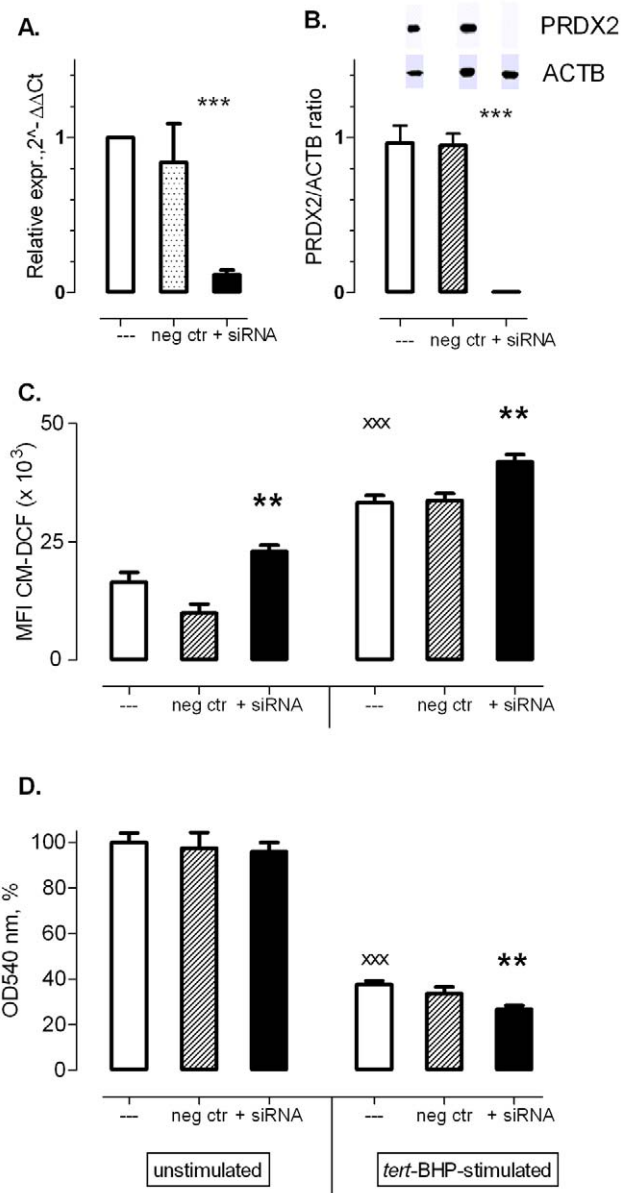 A.
Relative expr.,2^- ΔΔCt
1
0
***
--- neg ctr + siRNA
B.
PRDX2
ACTB
PRDX2/ACTB ratio
1
0
***
--- neg ctr + siRNA
C.
MFI CM-DCF (x 10³)
50
25
0
**
xxx
**
--- neg ctr + siRNA --- neg ctr + siRNA
D.
OD540 nm, %
100
80
60
40
20
0
xxx
**
--- neg ctr + siRNA --- neg ctr + siRNA
unstimulated tert-BHP-stimulated